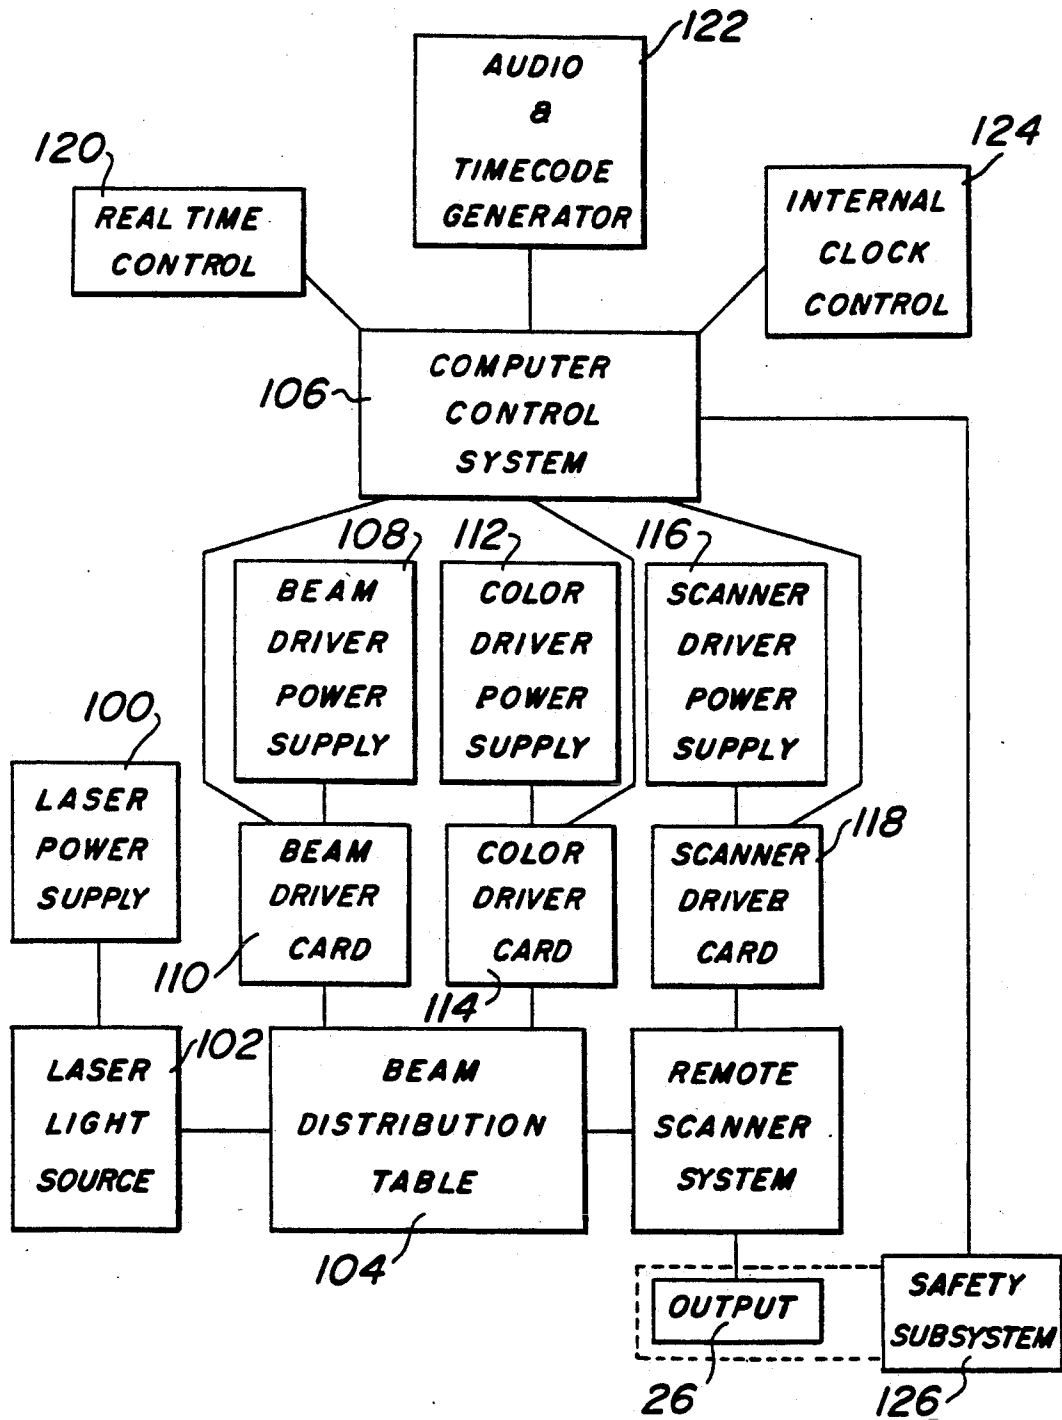 122
AUDIO
&
TIMECODE
GENERATOR
120
REAL TIME
CONTROL
124
INTERNAL
CLOCK
CONTROL
106
COMPUTER
CONTROL
SYSTEM
108
BEAM
DRIVER
POWER
SUPPLY
112
COLOR
DRIVER
POWER
SUPPLY
116
SCANNER
DRIVER
POWER
SUPPLY
100
LASER
POWER
SUPPLY
110
BEAM
DRIVER
CARD
114
COLOR
DRIVER
CARD
118
SCANNER
DRIVEB
CARD
102
LASER
LIGHT
SOURCE
BEAM
DISTRIBUTION
TABLE
104
REMOTE
SCANNER
SYSTEM
OUTPUT
26
SAFETY
SUBSYSTEM
126